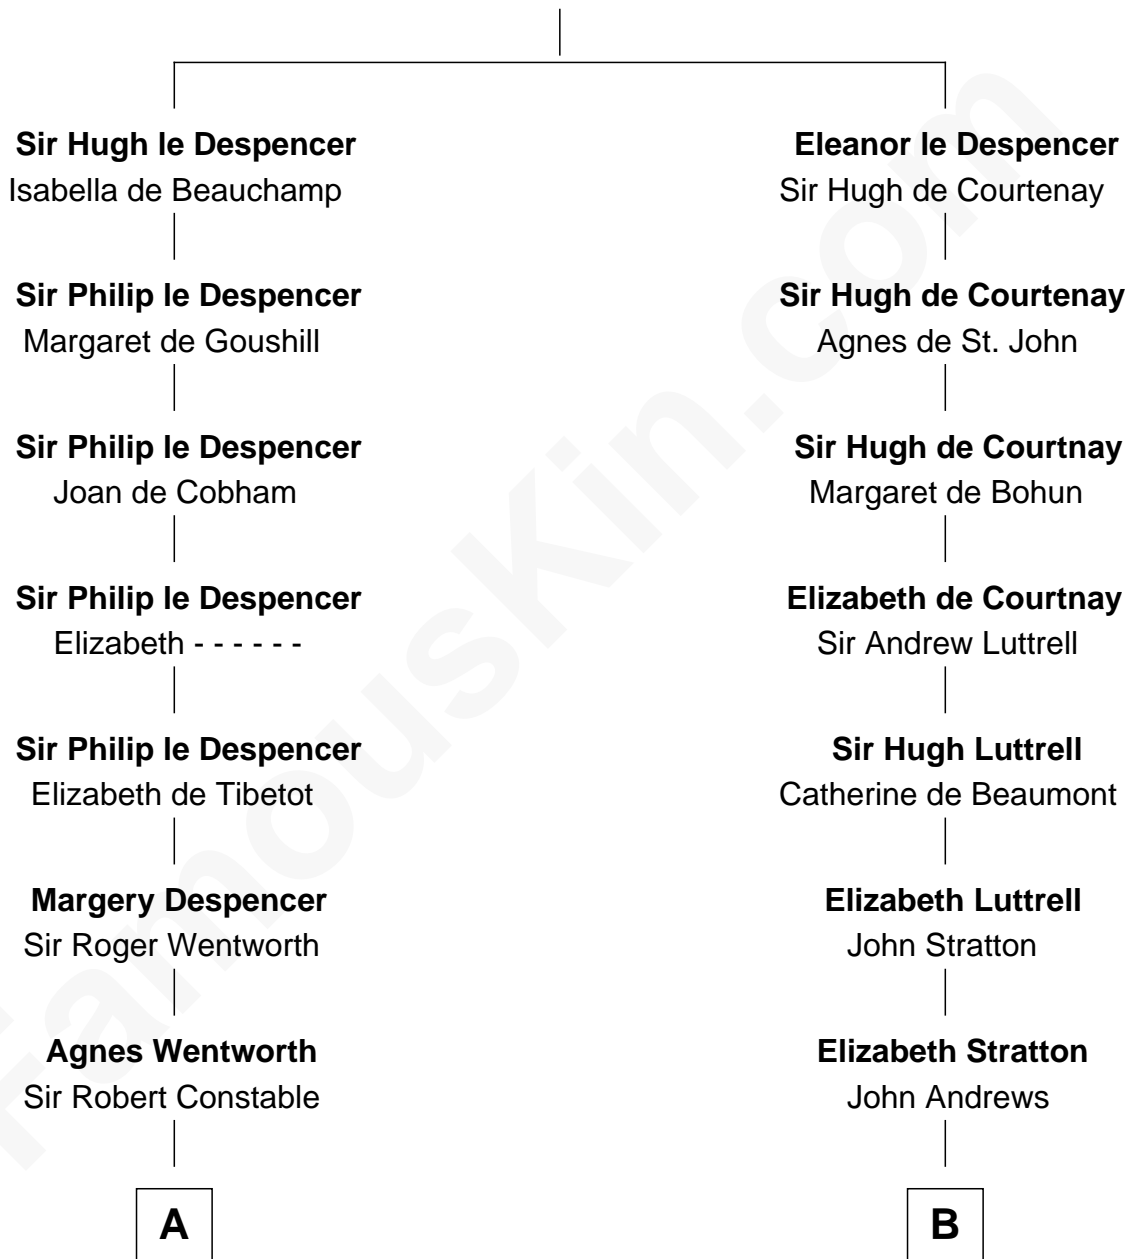 Sir Hugh le Despencer
Isabella de Beauchamp
Sir Philip le Despencer
Margaret de Goushill
Sir Philip le Despencer
Joan de Cobham
Sir Philip le Despencer
Elizabeth - - - - - -
Sir Philip le Despencer
Elizabeth de Tibetot
Margery Despencer
Sir Roger Wentworth
Agnes Wentworth
Sir Robert Constable
A
Eleanor le Despencer
Sir Hugh de Courtenay
Sir Hugh de Courtenay
Agnes de St. John
Sir Hugh de Courtnay
Margaret de Bohun
Elizabeth de Courtnay
Sir Andrew Luttrell
Sir Hugh Luttrell
Catherine de Beaumont
Elizabeth Luttrell
John Stratton
Elizabeth Stratton
John Andrews
B
FamousKin.com